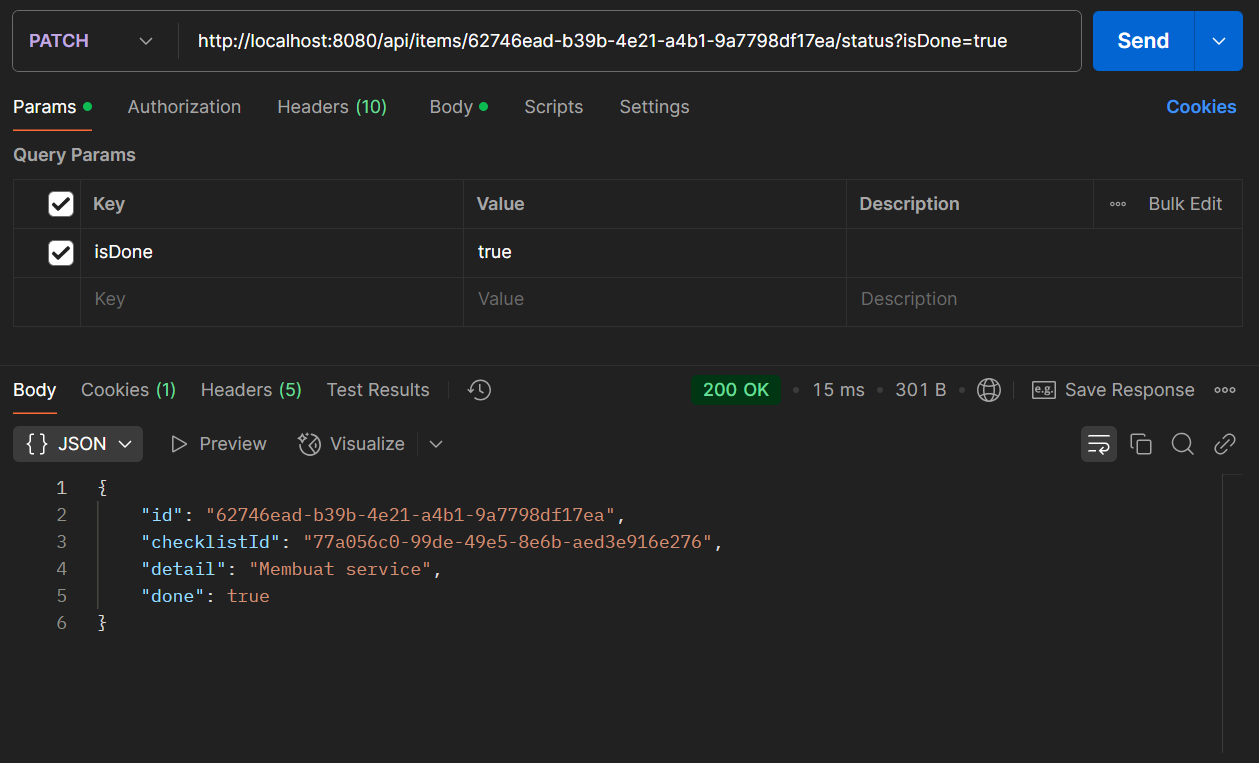 PATCH http://localhost:8080/api/items/62746ead-b39b-4e21-a4b1-9a7798df17ea/status?isDone=true Send
Params Authorization Headers (10) Body Scripts Settings Cookies
Query Params
Key Value Description Bulk Edit
isDone true
Key Value Description
Body Cookies (1) Headers (5) Test Results 200 OK 15 ms 301 B e.g. Save Response
{} JSON Preview Visualize
1 {
2 "id": "62746ead-b39b-4e21-a4b1-9a7798df17ea",
3 "checklistId": "77a056c0-99de-49e5-8e6b-aed3e916e276",
4 "detail": "Membuat service",
5 "done": true
6 }